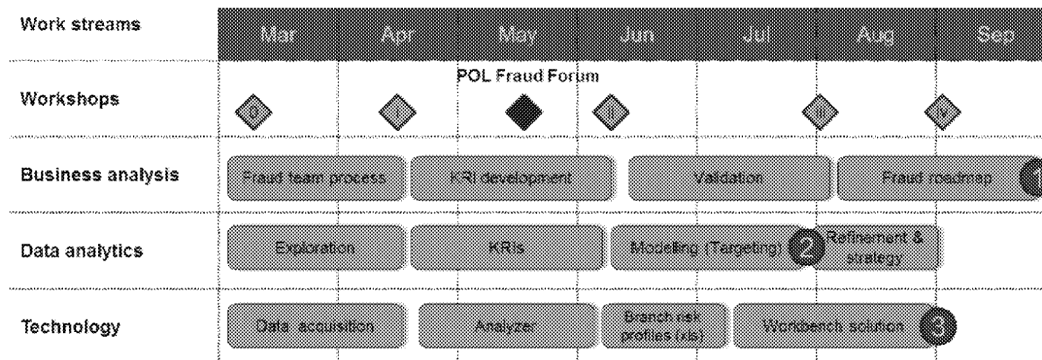 Work streams
Mar Apr May Jun Jul Aug Sep
POL Fraud Forum
Workshops
0 i ii iii iv
Business analysis
Fraud team process KRI development Validation Fraud roadmap 1
Data analytics
Exploration KRIs Modelling (Targeting) 2 Refinement &
strategy
Technology
Data acquisition Analyzer Branch risk
profiles (xls) Workbench solution 3